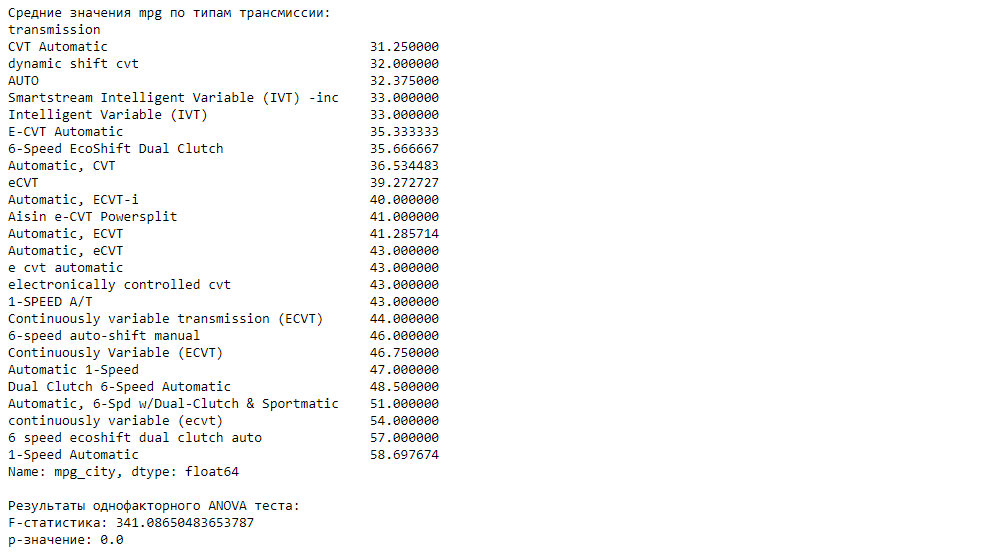 Средние значения mpg по типам трансмиссии:
transmission
CVT Automatic 31.250000
dynamic shift cvt 32.000000
AUTO 32.375000
Smartstream Intelligent Variable (IVT) -inc 33.000000
Intelligent Variable (IVT) 33.000000
E-CVT Automatic 35.333333
6-Speed EcoShift Dual Clutch 35.666667
Automatic, CVT 36.534483
eCVT 39.272727
Automatic, ECVT-i 40.000000
Aisin e-CVT Powersplit 41.000000
Automatic, ECVT 41.285714
Automatic, eCVT 43.000000
e cvt automatic 43.000000
electronically controlled cvt 43.000000
1-SPEED A/T 43.000000
Continuously variable transmission (ECVT) 44.000000
6-speed auto-shift manual 46.000000
Continuously Variable (ECVT) 46.750000
Automatic 1-Speed 47.000000
Dual Clutch 6-Speed Automatic 48.500000
Automatic, 6-Spd w/Dual-Clutch & Sportmatic 51.000000
continuously variable (ecvt) 54.000000
6 speed ecoshift dual clutch auto 57.000000
1-Speed Automatic 58.697674
Name: mpg_city, dtype: float64
Результаты однофакторного ANOVA теста:
F-статистика: 341.08650483653787
p-значение: 0.0